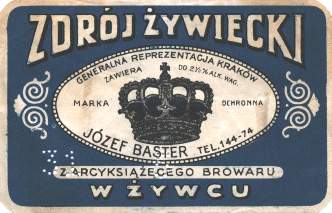 ZDRÓJ ŻYWIECKI
GENERALNA REPREZENTACJA KRAKÓW
ZAWIERA DO 2½% ALK. WAG.
MARKA OCHRONNA
JÓZEF BASTER TEL. 144-74
Z ARCYKSIĄŻĘCEGO BROWARU
W ŻYWCU